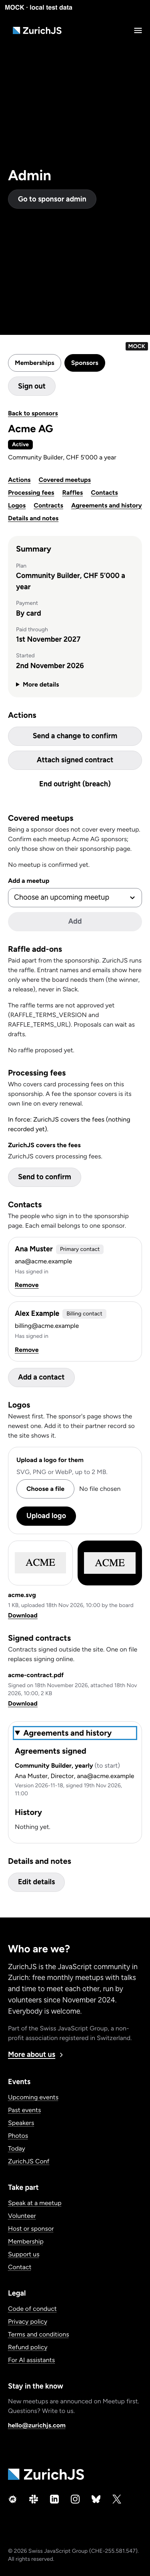 MOCK - local test data
ZurichJS
Admin
Go to sponsor admin
MOCK
Memberships
Sponsors
Sign out
Back to sponsors
Acme AG
Active
Community Builder, CHF 5'000 a year
Actions Covered meetups
Processing fees Raffles Contacts
Logos Contracts Agreements and history
Details and notes
Summary
Plan
Community Builder, CHF 5'000 a
year
Payment
By card
Paid through
1st November 2027
Started
2nd November 2026
More details
Actions
Send a change to confirm
Attach signed contract
End outright (breach)
Covered meetups
Being a sponsor does not cover every meetup.
Confirm each meetup Acme AG sponsors;
only those show on their sponsorship page.
No meetup is confirmed yet.
Add a meetup
Choose an upcoming meetup
Add
Raffle add-ons
Paid apart from the sponsorship. ZurichJS runs
the raffle. Entrant names and emails show here
only where the board needs them (the winner,
a release), never in Slack.
The raffle terms are not approved yet
(RAFFLE_TERMS_VERSION and
RAFFLE_TERMS_URL). Proposals can wait as
drafts.
No raffle proposed yet.
Processing fees
Who covers card processing fees on this
sponsorship. A fee the sponsor covers is its
own line on every renewal.
In force: ZurichJS covers the fees (nothing
recorded yet).
ZurichJS covers the fees
ZurichJS covers processing fees.
Send to confirm
Contacts
The people who sign in to the sponsorship
page. Each email belongs to one sponsor.
Ana Muster Primary contact
ana@acme.example
Has signed in
Remove
Alex Example Billing contact
billing@acme.example
Has signed in
Remove
Add a contact
Logos
Newest first. The sponsor's page shows the
newest one. Add it to their partner record so
the site shows it.
Upload a logo for them
SVG, PNG or WebP, up to 2 MB.
Choose a file No file chosen
Upload logo
ACME
ACME
acme.svg
1 KB, uploaded 18th Nov 2026, 10:00 by the board
Download
Signed contracts
Contracts signed outside the site. One on file
replaces signing online.
acme-contract.pdf
Signed on 18th November 2026, attached 18th Nov
2026, 10:00, 2 KB
Download
Agreements and history
Agreements signed
Community Builder, yearly (to start)
Ana Muster, Director, ana@acme.example
Version 2026-11-18, signed 19th Nov 2026,
11:00
History
Nothing yet.
Details and notes
Edit details
Who are we?
ZurichJS is the JavaScript community in
Zurich: free monthly meetups with talks
and time to meet each other, run by
volunteers since November 2024.
Everybody is welcome.
Part of the Swiss JavaScript Group, a non-
profit association registered in Switzerland.
More about us
Events
Upcoming events
Past events
Speakers
Photos
Today
ZurichJS Conf
Take part
Speak at a meetup
Volunteer
Host or sponsor
Membership
Support us
Contact
Legal
Code of conduct
Privacy policy
Terms and conditions
Refund policy
For AI assistants
Stay in the know
New meetups are announced on Meetup first.
Questions? Write to us.
hello@zurichjs.com
ZurichJS
© 2026 Swiss JavaScript Group (CHE-255.581.547).
All rights reserved.